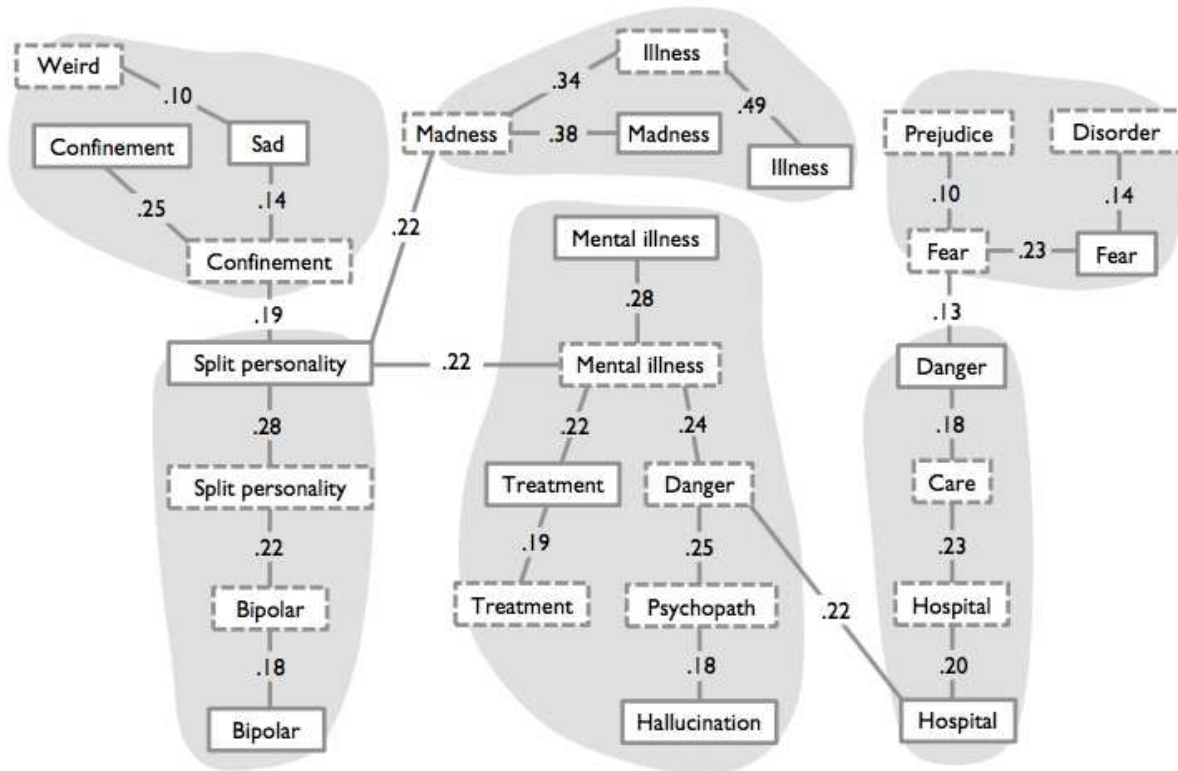 Weird
.10
Confinement
Sad
.25
.14
Confinement
.19
Split personality
.28
Split personality
.22
Bipolar
.18
Bipolar
.22
Madness
.34
Illness
.38
Madness
.49
Illness
Mental illness
.28
.22
Mental illness
.22
.24
Treatment
Danger
.19
.25
Treatment
Psychopath
.18
Hallucination
.22
Prejudice
Disorder
.10
.14
Fear
.23
Fear
.13
Danger
.18
Care
.23
Hospital
.20
Hospital